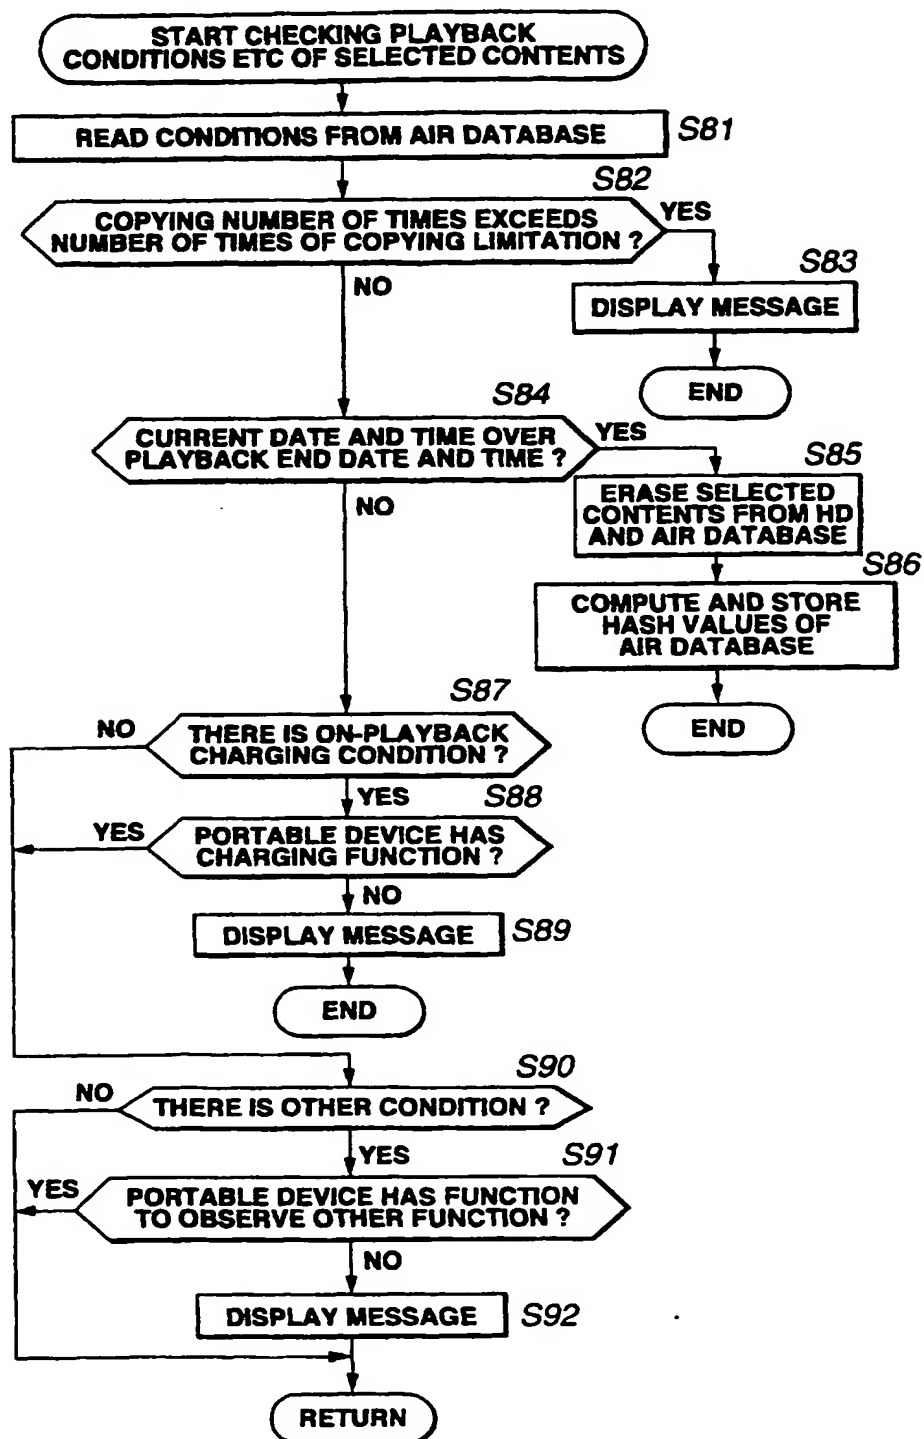 START CHECKING PLAYBACK
CONDITIONS ETC OF SELECTED CONTENTS
READ CONDITIONS FROM AIR DATABASE
S81
S82
COPYING NUMBER OF TIMES EXCEEDS
NUMBER OF TIMES OF COPYING LIMITATION ?
YES
NO
S83
DISPLAY MESSAGE
END
S84
CURRENT DATE AND TIME OVER
PLAYBACK END DATE AND TIME ?
YES
NO
S85
ERASE SELECTED
CONTENTS FROM HD
AND AIR DATABASE
S86
COMPUTE AND STORE
HASH VALUES OF
AIR DATABASE
END
S87
NO
THERE IS ON-PLAYBACK
CHARGING CONDITION ?
YES
S88
YES
PORTABLE DEVICE HAS
CHARGING FUNCTION ?
NO
DISPLAY MESSAGE
S89
END
S90
NO
THERE IS OTHER CONDITION ?
YES
S91
YES
PORTABLE DEVICE HAS FUNCTION
TO OBSERVE OTHER FUNCTION ?
NO
DISPLAY MESSAGE
S92
RETURN